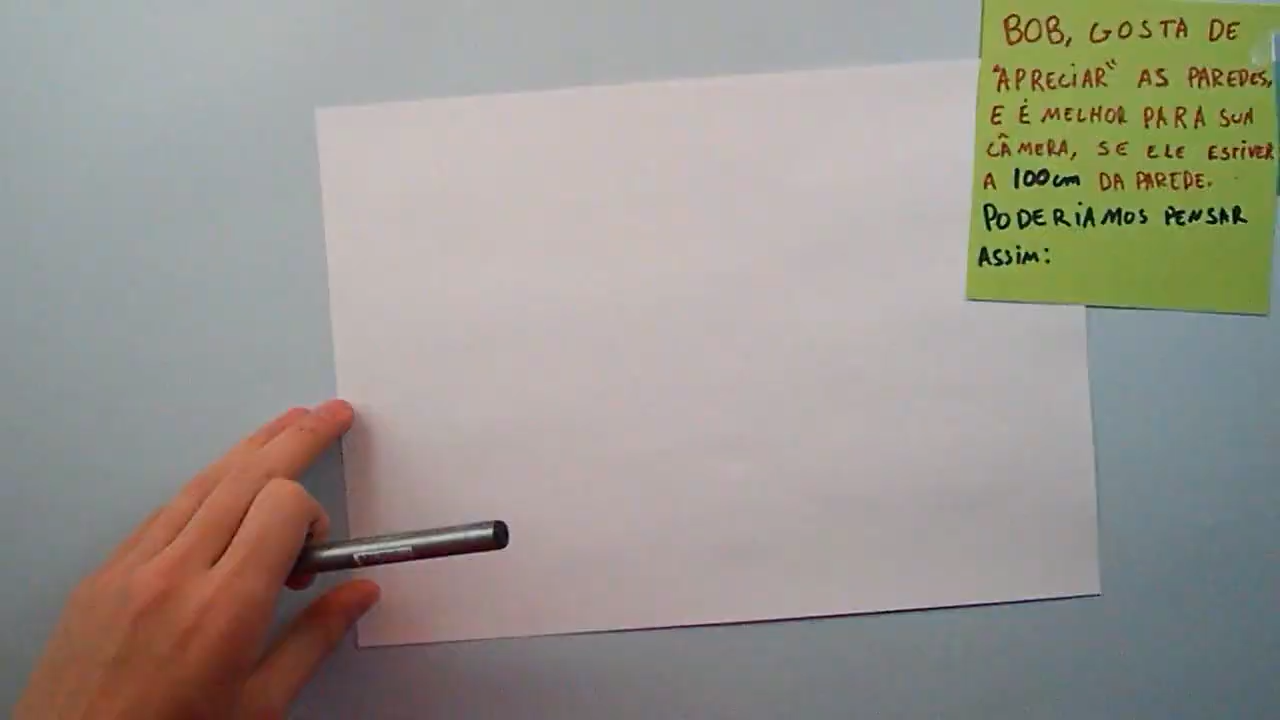 BOB, GOSTA DE
"APRECIAR" AS PAREDES,
E É MELHOR PARA SUA
CÂMERA, SE ELE ESTIVER
A 100cm DA PAREDE.
PODERIAMOS PENSAR
ASSIM: